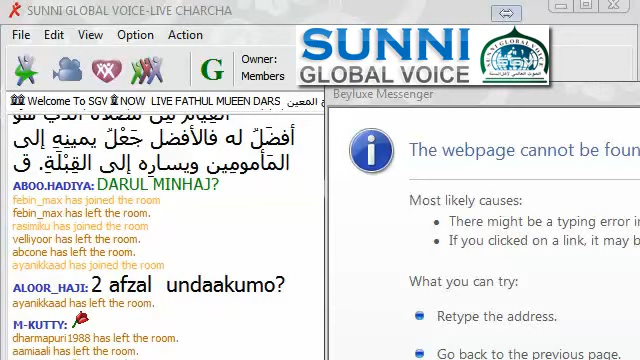 SUNNI GLOBAL VOICE-LIVE CHARCHA
File Edit View Option Action
SUNNI
GLOBAL VOICE
G
Owner:
Members
Beyluxe Messenger
Welcome To SGV NOW LIVE FATHUL MUEEN DARS المعين
أفضلُ له فالأفضل جَعْلُ يمينِهِ إلى
المَأمومِين ويسارِه إلى القِبْلَةِ. ق
ABOO.HADIYA: DARUL MINHAJ?
febin_max has joined the room
febin_max has left the room.
rasimiku has joined the room
velliyoor has left the room.
abcone has left the room.
ayanikkaad has joined the room
ALOOR_HAJI: 2 afzal undaakumo?
ayanikkaad has left the room.
M-KUTTY:
dharmapuri1988 has left the room.
aamiali has left the room.
The webpage cannot be foun
Most likely causes:
There might be a typing error i
If you clicked on a link, it may b
What you can try:
Retype the address.
Go back to the previous page.